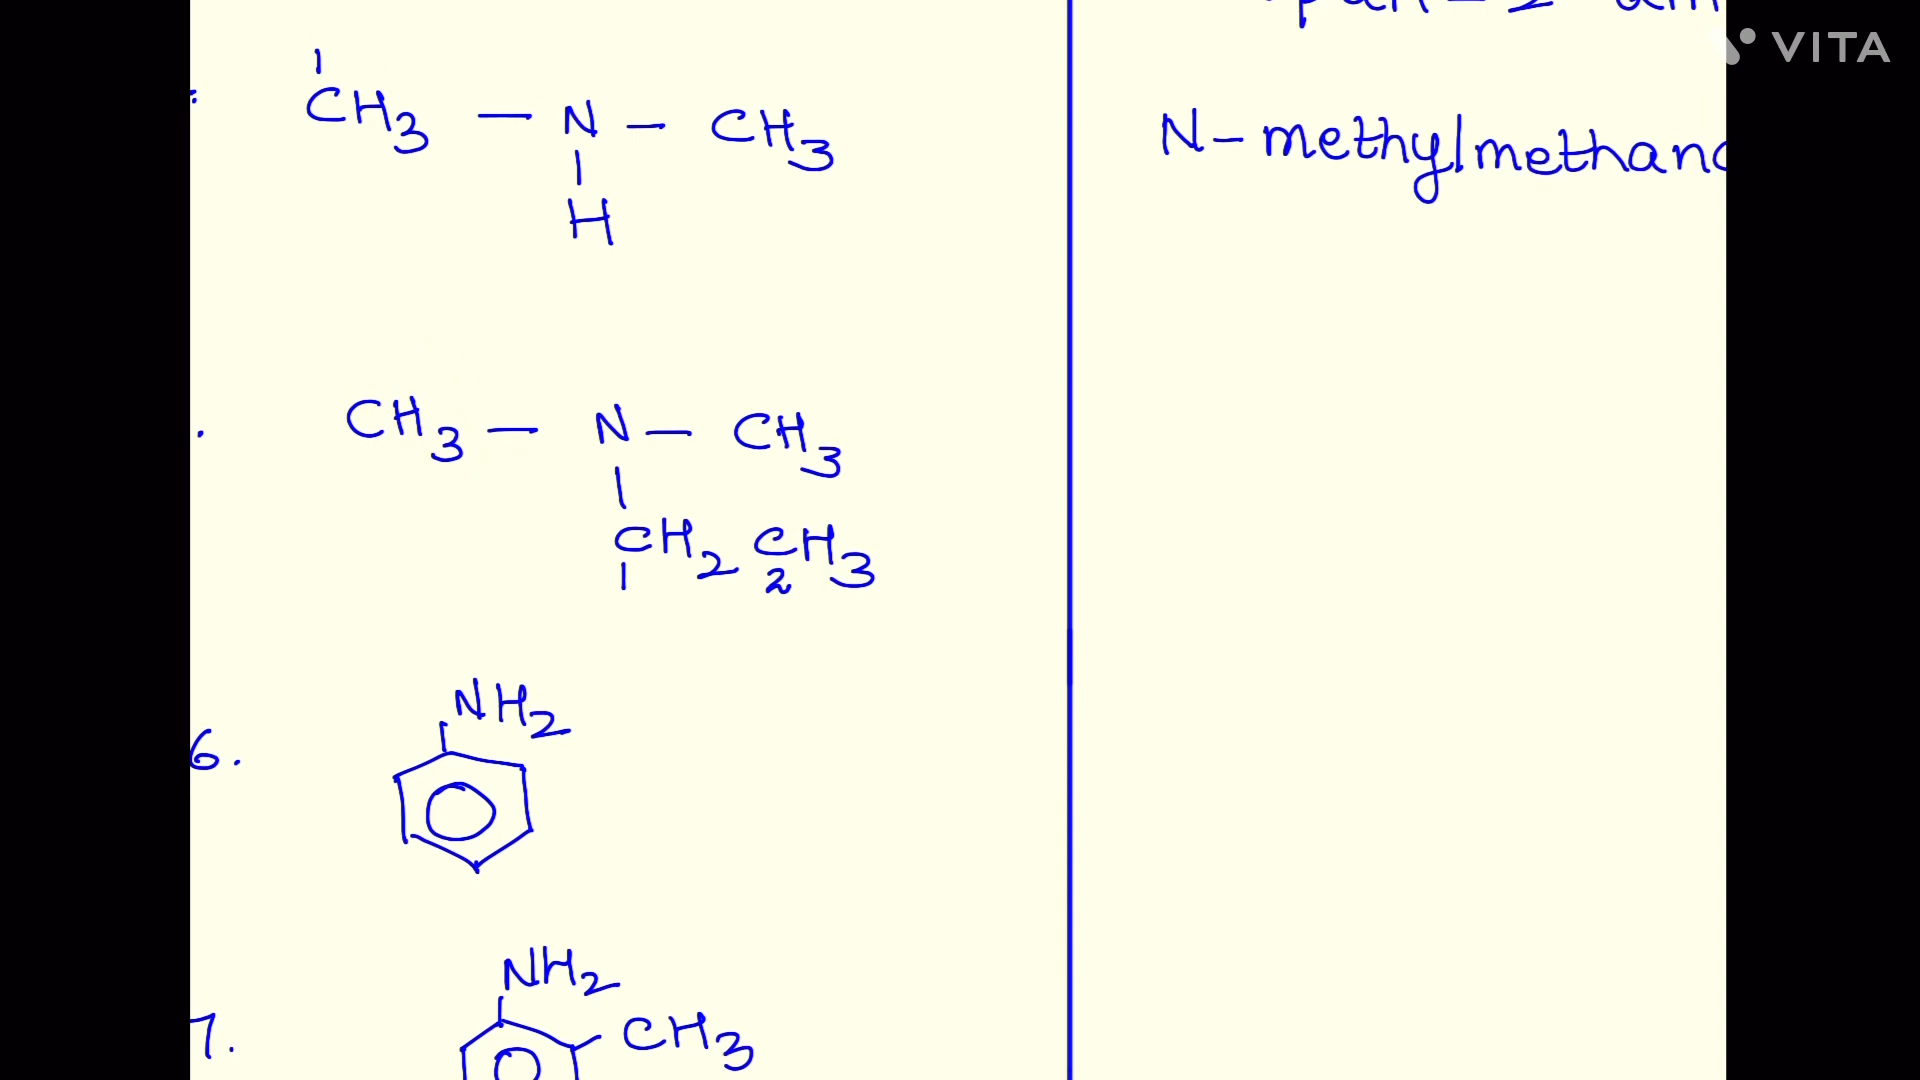 VITA
1
CH3 — N — CH3
N-methylmethan
H
CH3 — N — CH3
CH2 CH3
1 2
NH2
6.
NH2
7. CH3